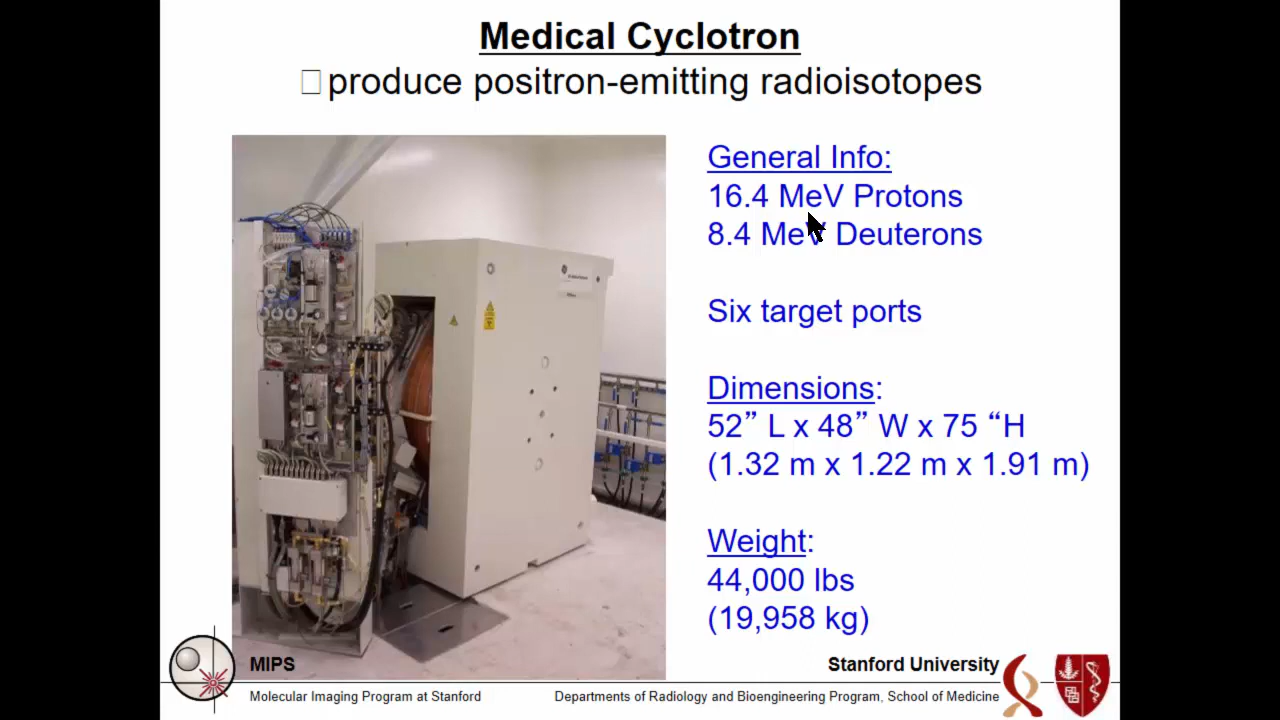 Medical Cyclotron
produce positron-emitting radioisotopes
General Info:
16.4 MeV Protons
8.4 MeV Deuterons
Six target ports
Dimensions:
52” L x 48” W x 75 “H
(1.32 m x 1.22 m x 1.91 m)
Weight:
44,000 lbs
(19,958 kg)
MIPS
Stanford University
Molecular Imaging Program at Stanford
Departments of Radiology and Bioengineering Program, School of Medicine